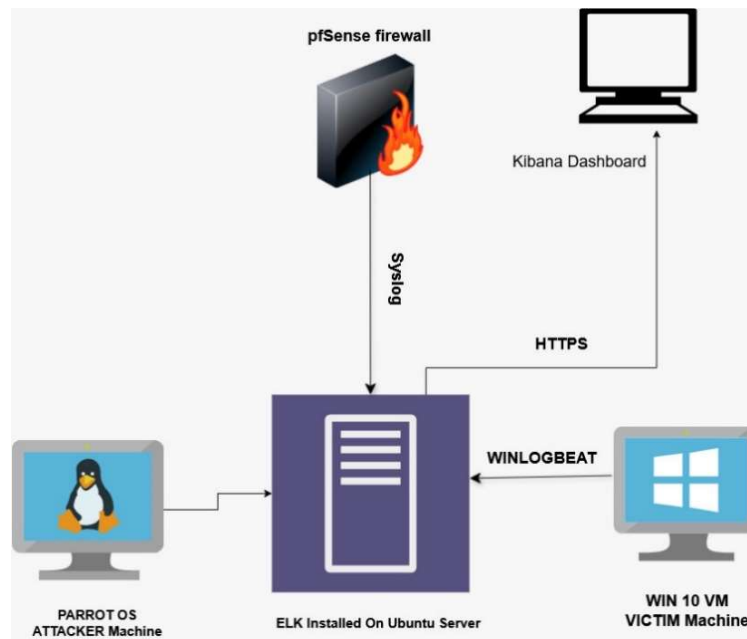 pfSense firewall
Kibana Dashboard
Syslog
HTTPS
WINLOGBEAT
PARROT OS
ATTACKER Machine
ELK Installed On Ubuntu Server
WIN 10 VM
VICTIM Machine